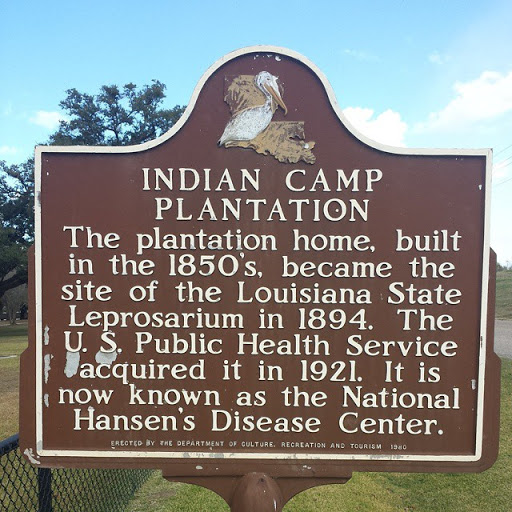 INDIAN CAMP
PLANTATION
The plantation home, built
in the 1850's, became the
site of the Louisiana State
Leprosarium in 1894. The
U. S. Public Health Service
acquired it in 1921. It is
now known as the National
Hansen's Disease Center.
ERECTED BY THE DEPARTMENT OF CULTURE, RECREATION AND TOURISM 1980